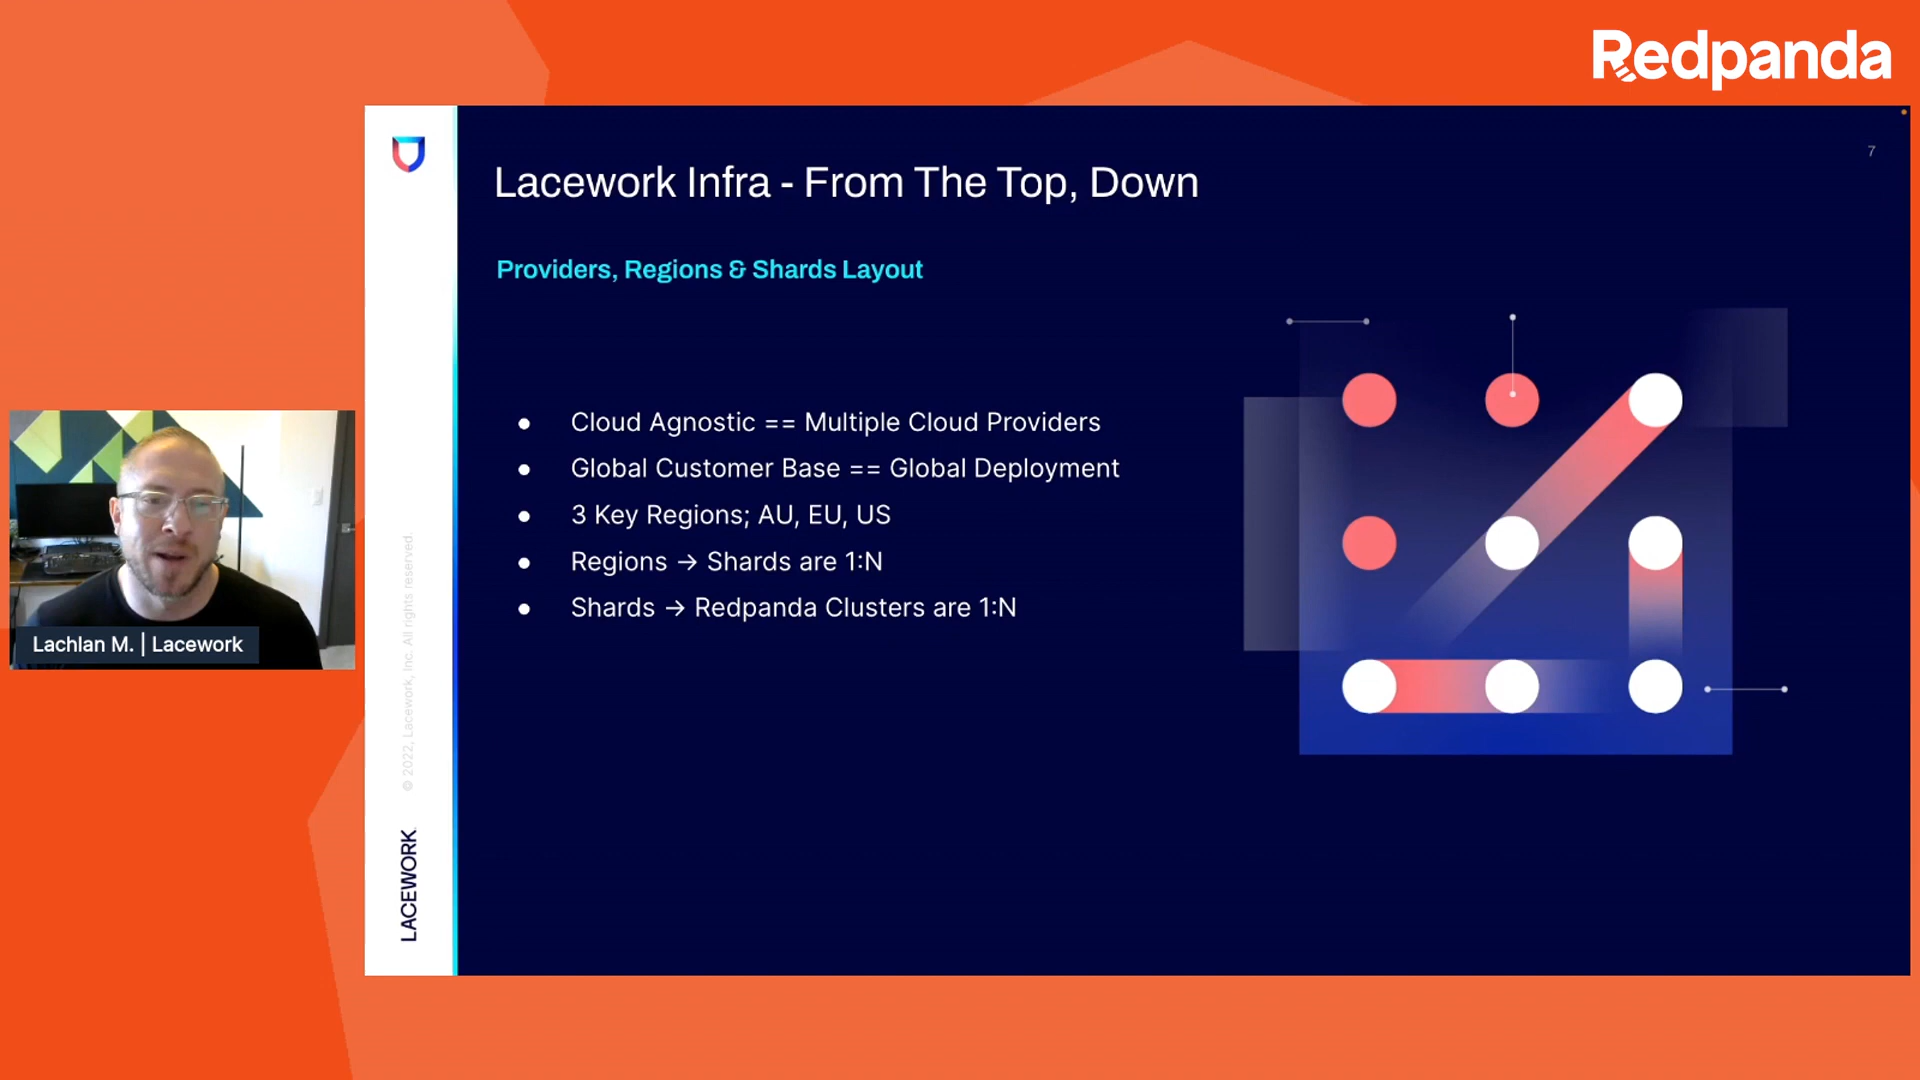 Redpanda
7
Lacework Infra - From The Top, Down
Providers, Regions & Shards Layout
● Cloud Agnostic == Multiple Cloud Providers
● Global Customer Base == Global Deployment
● 3 Key Regions; AU, EU, US
● Regions → Shards are 1:N
● Shards → Redpanda Clusters are 1:N
Lachlan M. | Lacework
© 2022, Lacework, Inc. All rights reserved.
LACEWORK